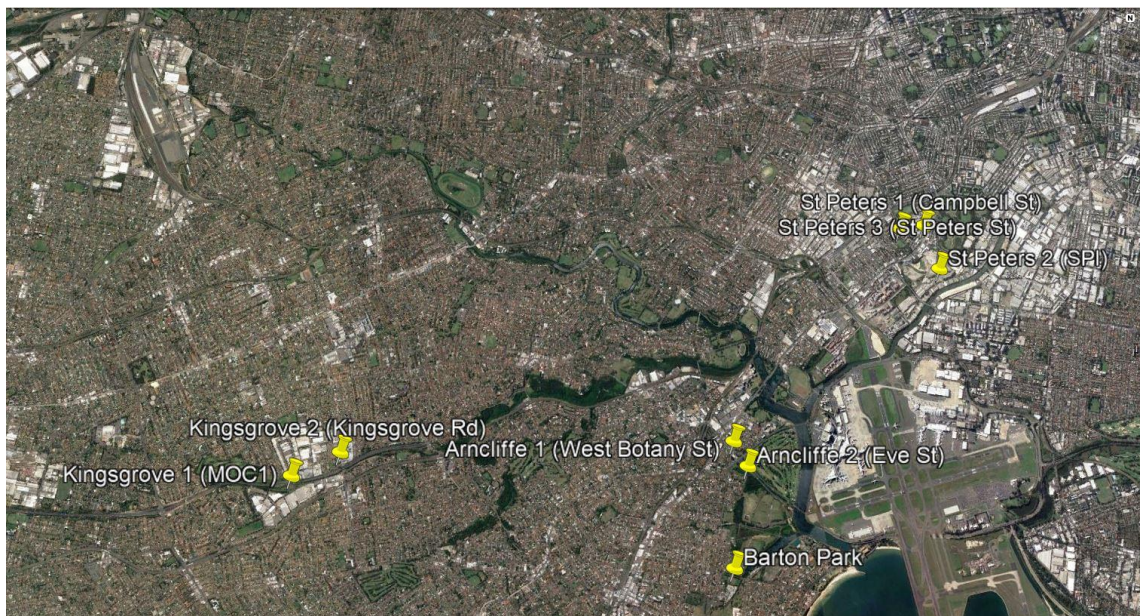 N
St Peters 1 (Campbell St)
St Peters 3 (St Peters St)
St Peters 2 (SPI)
Kingsgrove 2 (Kingsgrove Rd)
Arncliffe 1 (West Botany St)
Arncliffe 2 (Eve St)
Kingsgrove 1 (MOC1)
Barton Park